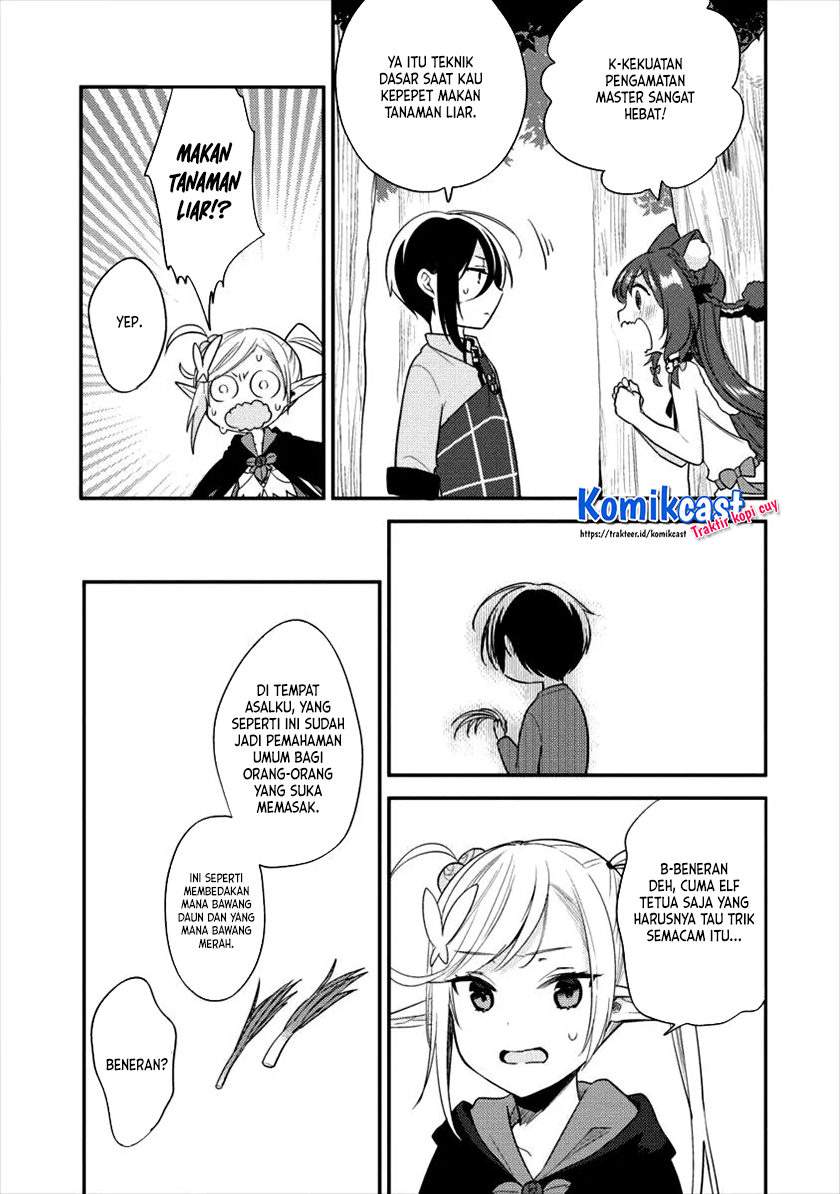 K-KEKUATAN
PENGAMATAN
MASTER SANGAT
HEBAT!
YA ITU TEKNIK
DASAR SAAT KAU
KEPEPET MAKAN
TANAMAN LIAR.
MAKAN
TANAMAN
LIAR!?
YEP.
Komikcast
Traktir kopi cuy
https://trakteer.id/komikcast
B-BENERAN
DEH, CUMA ELF
TETUA SAJA YANG
HARUSNYA TAU TRIK
SEMACAM ITU...
DI TEMPAT
ASALKU, YANG
SEPERTI INI SUDAH
JADI PEMAHAMAN
UMUM BAGI
ORANG-ORANG
YANG SUKA
MEMASAK.
INI SEPERTI
MEMBEDAKAN
MANA BAWANG
DAUN DAN YANG
MANA BAWANG
MERAH.
BENERAN?